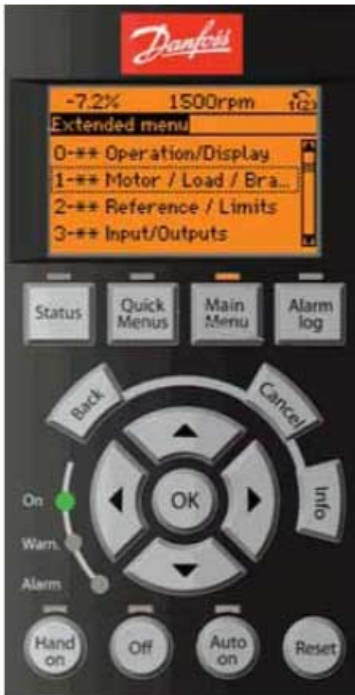 Danfoss
-7.2% 1500rpm 1(2)
Extended menu
0-** Operation/Display
1-** Motor / Load / Bra...
2-** Reference / Limits
3-** Input/Outputs
Status Quick Menus Main Menu Alarm log
Back Cancel
Info
OK
On
Warn.
Alarm
Hand on Off Auto on Reset